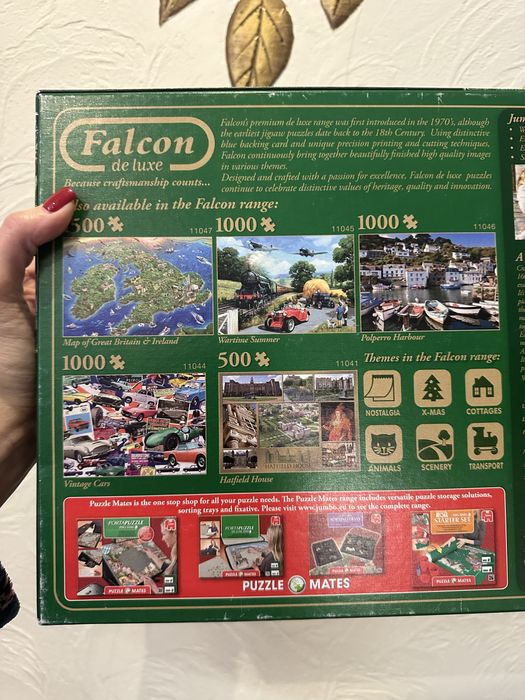 Falcon
de luxe
Because craftsmanship counts...
Falcon's premium de luxe range was first introduced in the 1970's, although
the earliest jigsaw puzzles date back to the 18th Century. Using distinctive
blue backing card and unique precision printing and cutting techniques,
Falcon continuously bring together beautifully finished high quality images
in various themes.
Designed and crafted with a passion for excellence, Falcon de luxe puzzles
continue to celebrate distinctive values of heritage, quality and innovation.
also available in the Falcon range:
500 11047
Map of Great Britain & Ireland
1000 11045
Wartime Summer
1000 11046
Polperro Harbour
1000 11044
Vintage Cars
500 11041
HATFIELD HOUSE
Hatfield House
Themes in the Falcon range:
NOSTALGIA X-MAS COTTAGES
ANIMALS SCENERY TRANSPORT
Puzzle Mates is the one stop shop for all your puzzle needs. The Puzzle Mates range includes versatile puzzle storage solutions,
sorting trays and fixative. Please visit www.jumbo.eu to see the complete range.
PORTAPUZZLE
PUZZLE MATES
PORTAPUZZLE
PUZZLE MATES
PUZZLE MATES
STARTER SET
PUZZLE MATES
PUZZLE MATES
Jum